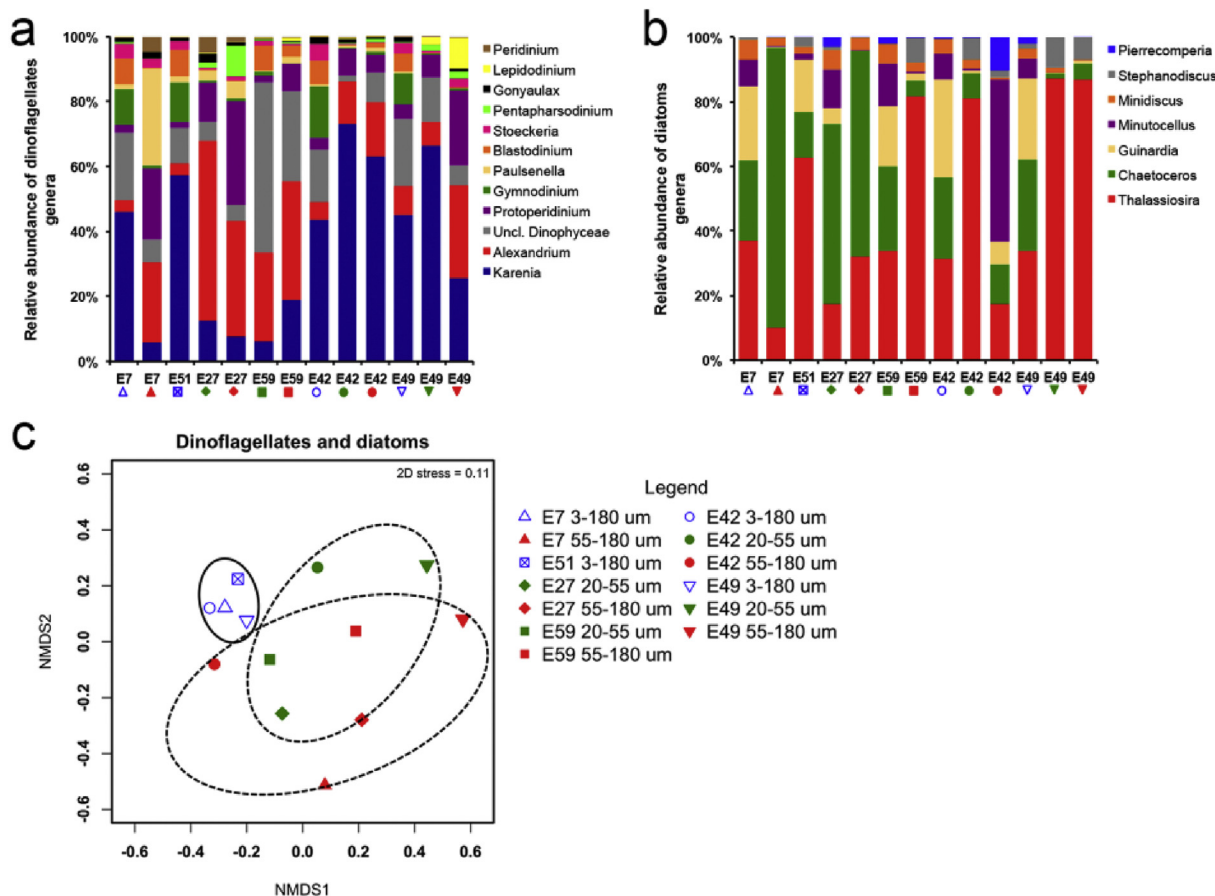 a
Relative abundance of dinoflagellates
genera
100%
80%
60%
40%
20%
0%
E7 E7 E51 E27 E27 E59 E59 E42 E42 E42 E49 E49 E49
Peridinium
Lepidodinium
Gonyaulax
Pentapharsodinium
Stoeckeria
Blastodinium
Paulsenella
Gymnodinium
Protoperidinium
Uncl. Dinophyceae
Alexandrium
Karenia
b
Relative abundance of diatoms
genera
100%
80%
60%
40%
20%
0%
E7 E7 E51 E27 E27 E59 E59 E42 E42 E42 E49 E49 E49
Pierrecomperia
Stephanodiscus
Minidiscus
Minutocellus
Guinardia
Chaetoceros
Thalassiosira
c
Dinoflagellates and diatoms
2D stress = 0.11
NMDS2
0.6
0.4
0.2
0.0
-0.2
-0.4
-0.6
-0.6 -0.4 -0.2 0.0 0.2 0.4 0.6
NMDS1
Legend
E7 3-180 um
E7 55-180 um
E51 3-180 um
E27 20-55 um
E27 55-180 um
E59 20-55 um
E59 55-180 um
E42 3-180 um
E42 20-55 um
E42 55-180 um
E49 3-180 um
E49 20-55 um
E49 55-180 um